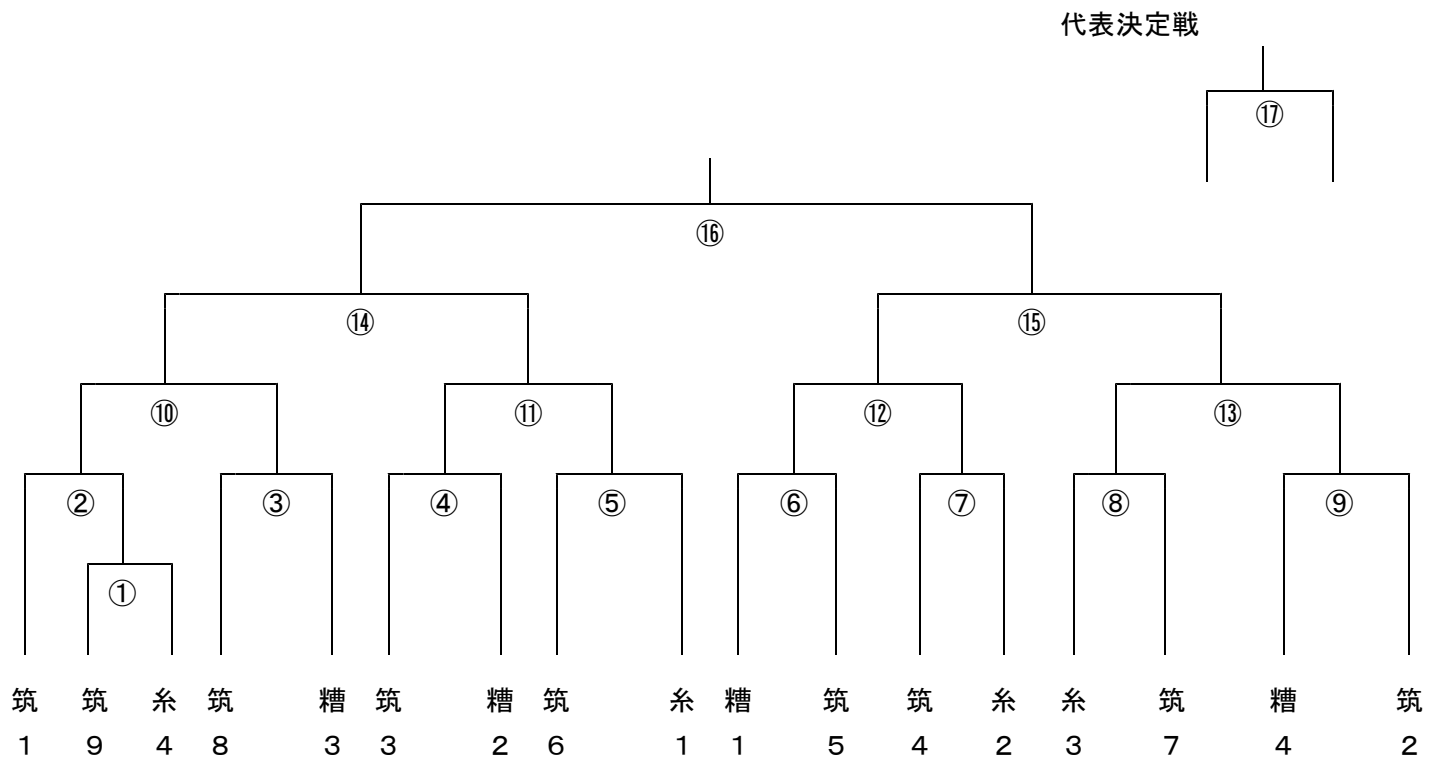 代表決定戦
⑰
⑯
⑭ ⑮
⑩ ⑪ ⑫ ⑬
② ③ ④ ⑤ ⑥ ⑦ ⑧ ⑨
①
筑 筑 糸 筑 糟 筑 糟 筑 糸 糟 筑 筑 糸 糸 筑 糟 筑
1 9 4 8 3 3 2 6 1 1 5 4 2 3 7 4 2